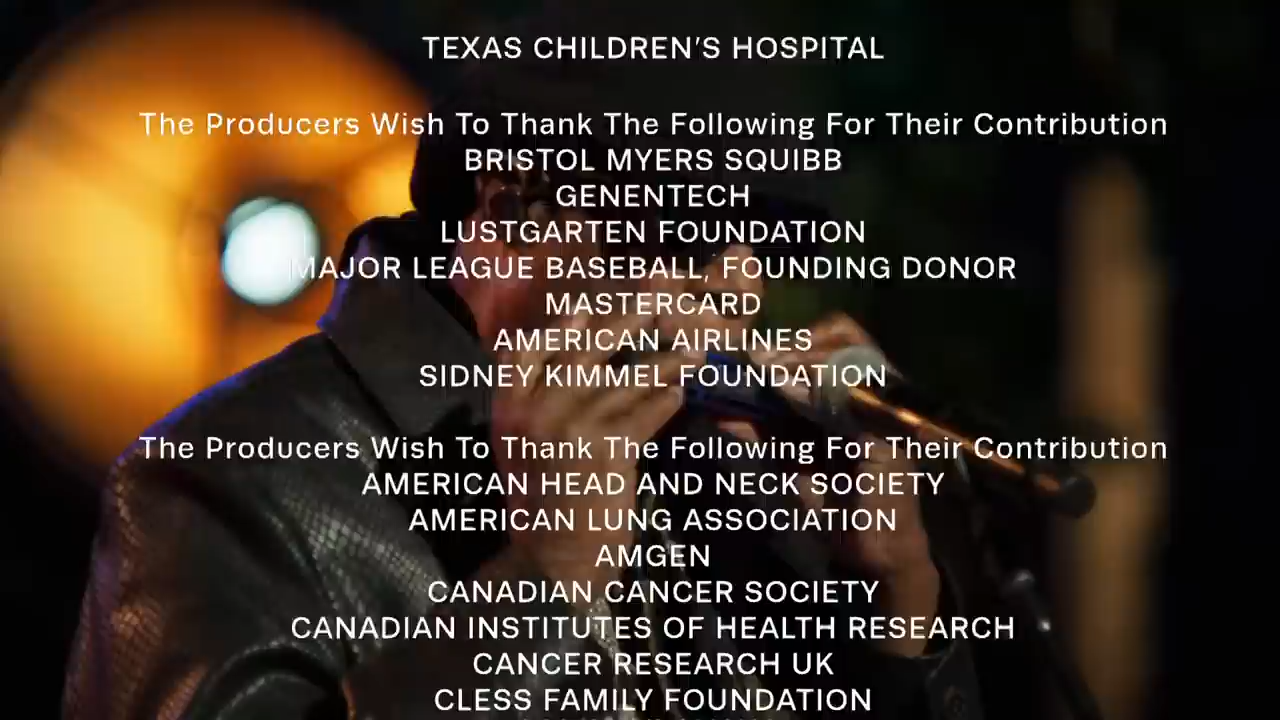 TEXAS CHILDREN'S HOSPITAL
The Producers Wish To Thank The Following For Their Contribution
BRISTOL MYERS SQUIBB
GENENTECH
LUSTGARTEN FOUNDATION
MAJOR LEAGUE BASEBALL, FOUNDING DONOR
MASTERCARD
AMERICAN AIRLINES
SIDNEY KIMMEL FOUNDATION
The Producers Wish To Thank The Following For Their Contribution
AMERICAN HEAD AND NECK SOCIETY
AMERICAN LUNG ASSOCIATION
AMGEN
CANADIAN CANCER SOCIETY
CANADIAN INSTITUTES OF HEALTH RESEARCH
CANCER RESEARCH UK
CLESS FAMILY FOUNDATION